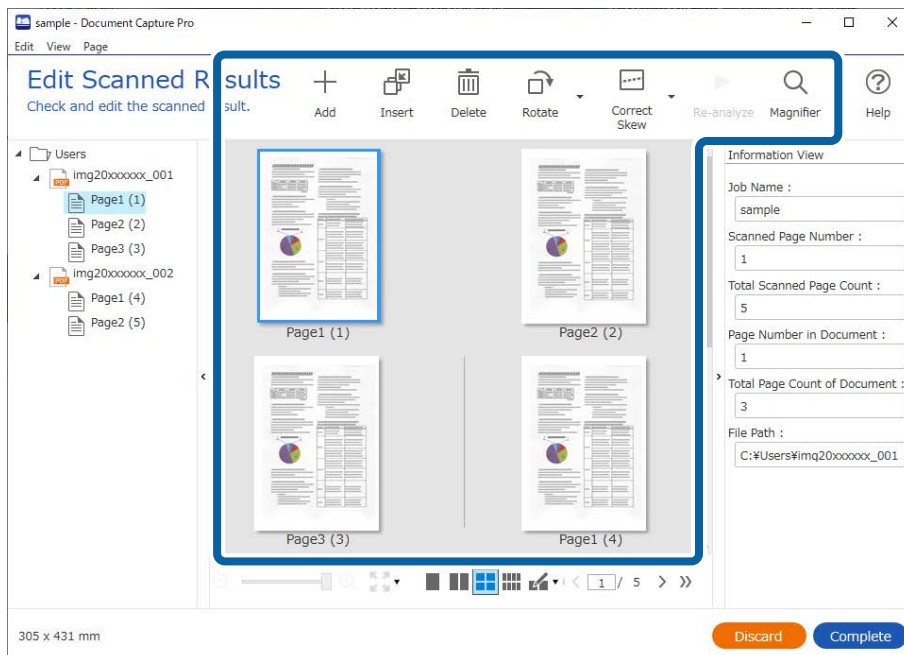 sample - Document Capture Pro
Edit View Page
Edit Scanned Results
Check and edit the scanned result.
Add
Insert
Delete
Rotate
Correct Skew
Re-analyze
Magnifier
Help
Users
img20xxxxxx_001
Page1 (1)
Page2 (2)
Page3 (3)
img20xxxxxx_002
Page1 (4)
Page2 (5)
Page1 (1)
Page2 (2)
Page3 (3)
Page1 (4)
Information View
Job Name :
sample
Scanned Page Number :
1
Total Scanned Page Count :
5
Page Number in Document :
1
Total Page Count of Document :
3
File Path :
C:¥Users¥img20xxxxxx_001
1 / 5
305 x 431 mm
Discard
Complete